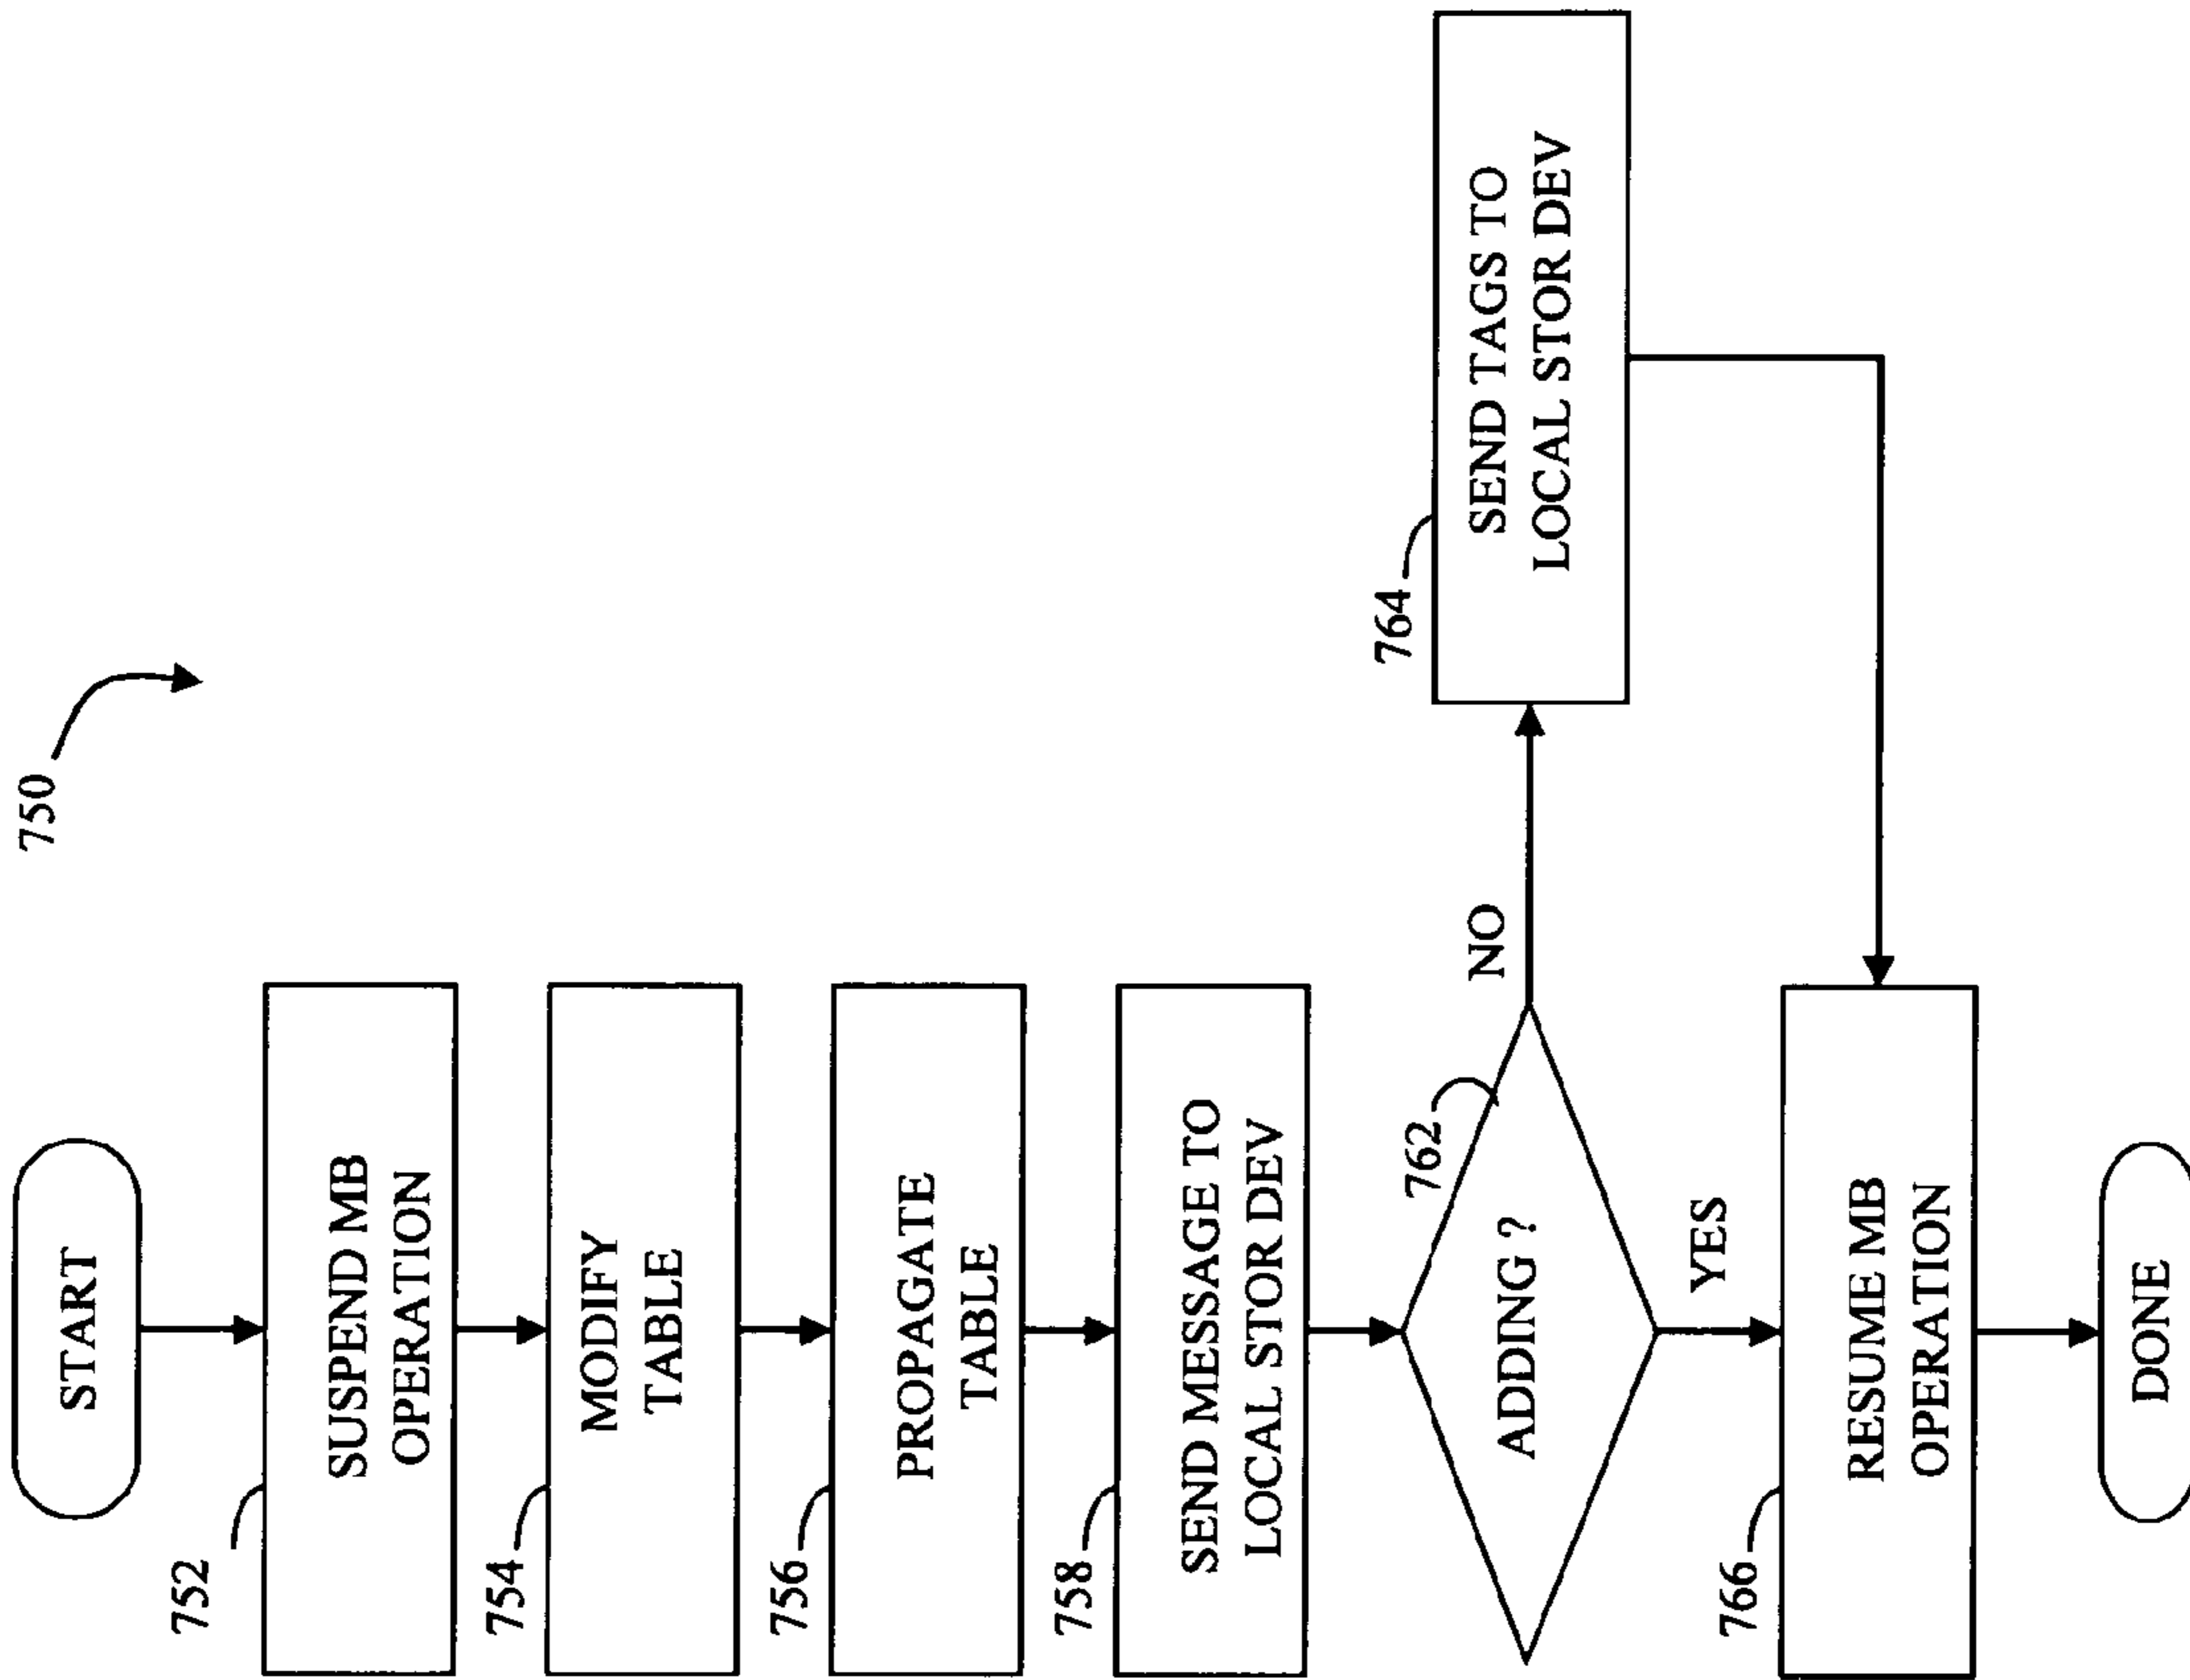 750
START
752
SUSPEND MB
OPERATION
754
MODIFY
TABLE
756
PROPAGATE
TABLE
758
SEND MESSAGE TO
LOCAL STOR DEV
762
ADDING ?
NO
764
SEND TAGS TO
LOCAL STOR DEV
YES
766
RESUME MB
OPERATION
DONE